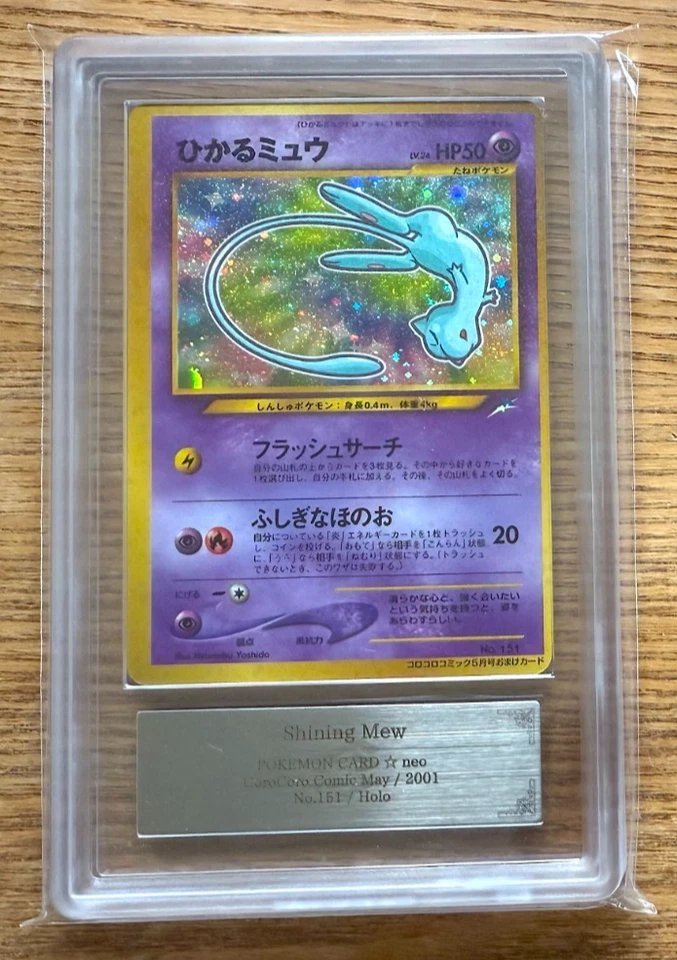 ひかるミュウ
LV.24 HP50
たねポケモン
しんしゅポケモン：身長0.4m、体重4kg
フラッシュサーチ
自分の山札の上からカードを3枚見る。その中から好きなカードを
1枚選び出し、自分の手札に加える。その後、その山札をよく切る。
ふしぎなほのお
20
自分についている「炎」エネルギーカードを1枚トラッシュ
し、コインを投げる。「おもて」なら相手を「こんらん」状態
に、「うら」なら相手を「ねむり」状態にする。（トラッシュ
できないとき、このワザは失敗する。）
にげる
清らかな心と、強く会いたい
という気持ちを持つと、姿を
あらわすらしい。
弱点 抵抗力
No. 151
Yoshida
コロコロコミック5月号おまけカード
Shining Mew
POKEMON CARD ☆ neo
CoroCoro Comic May / 2001
No.151 / Holo